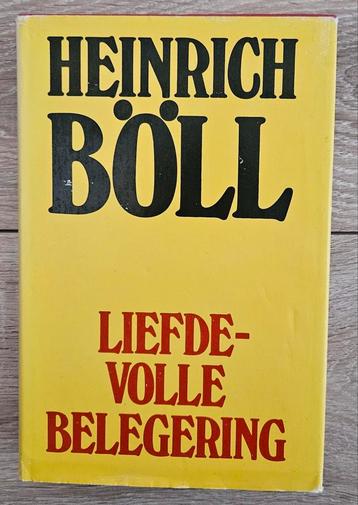 HEINRICH
BÖLL
LIEFDE-
VOLLE
BELEGERING